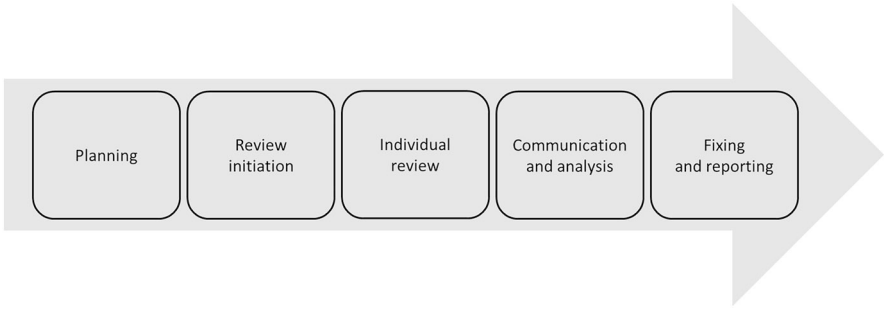 Planning
Review
initiation
Individual
review
Communication
and analysis
Fixing
and reporting